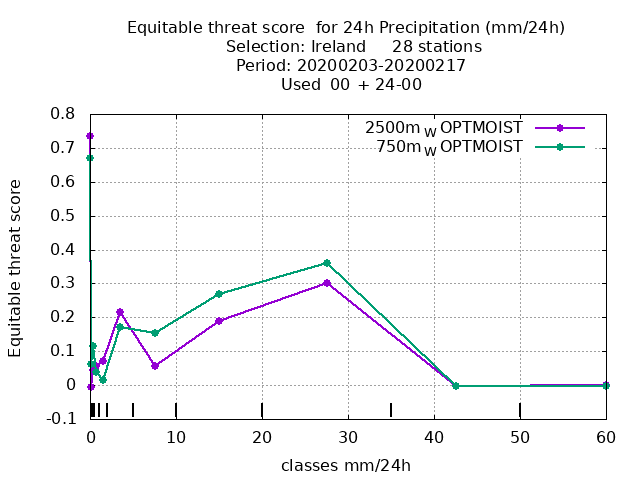 Equitable threat score  for 24h Precipitation (mm/24h)
Selection: Ireland     28 stations
Period: 20200203-20200217
Used  00 + 24-00
0.8
0.7
0.6
0.5
0.4
0.3
0.2
0.1
0
-0.1
Equitable threat score
2500m W OPTMOIST
750m W OPTMOIST
0 10 20 30 40 50 60
classes mm/24h